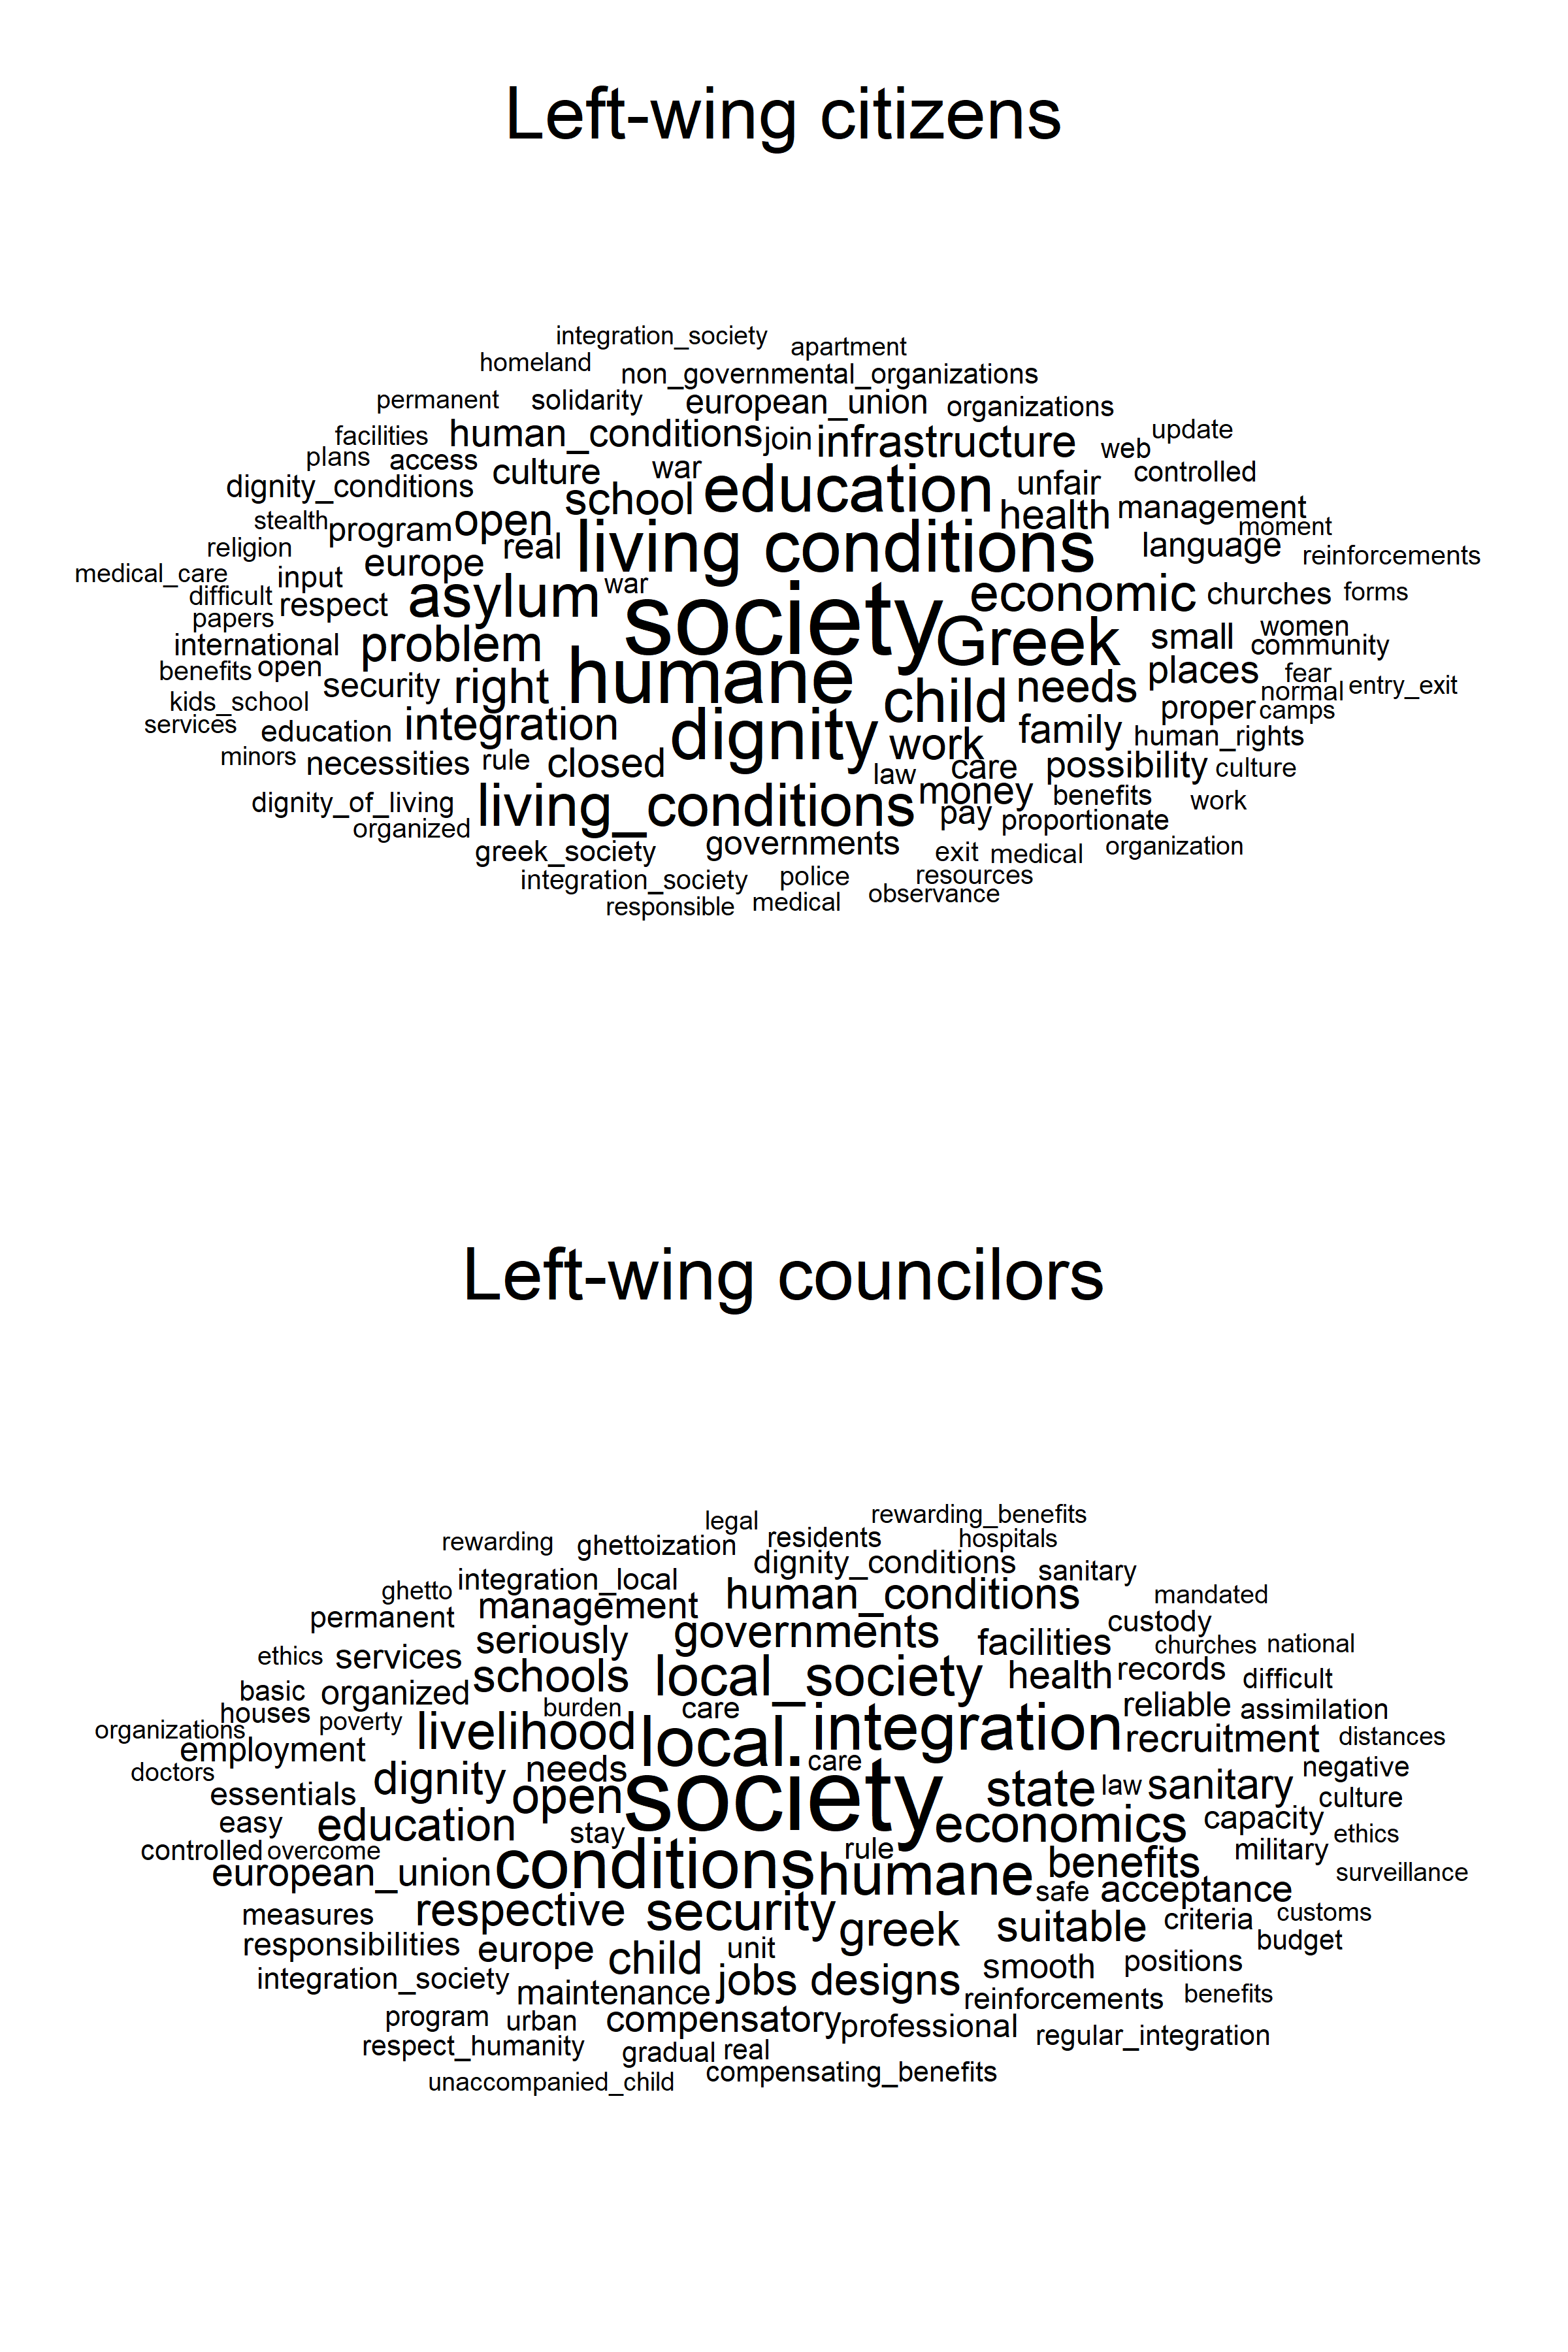 Left-wing citizens
integration_society apartment
homeland
non_governmental_organizations
permanent solidarity european_union organizations
facilities human_conditions join infrastructure web update
plans access culture war education unfair controlled
dignity_conditions school health management
stealth program open living conditions moment
religion europe real language reinforcements
medical_care input asylum war economic churches forms
difficult respect society
papers
international problem Greek small women
community
benefits open security right humane child needs places fear
kids_school normal entry_exit
services education integration dignity work family proper camps
human_rights
minors necessities rule closed law care possibility culture
dignity_of_living living_conditions money benefits work
organized pay proportionate
greek_society governments exit medical organization
integration_society police resources
responsible medical observance
Left-wing councilors
legal rewarding_benefits
rewarding ghettoization residents hospitals
dignity_conditions sanitary
ghetto integration_local human_conditions mandated
permanent management custody
ethics services seriously governments facilities churches national
basic organized schools local_society health records difficult
houses poverty burden care reliable assimilation
organizations livelihood local. integration recruitment distances
employment
doctors dignity needs care state law sanitary negative
essentials open society culture
easy education stay economics capacity ethics
controlled overcome rule military
european_union conditions humane benefits surveillance
safe acceptance
measures respective security greek suitable criteria customs
responsibilities europe child unit budget
integration_society jobs designs smooth positions
maintenance reinforcements benefits
program urban compensatory professional regular_integration
respect_humanity gradual real
unaccompanied_child compensating_benefits